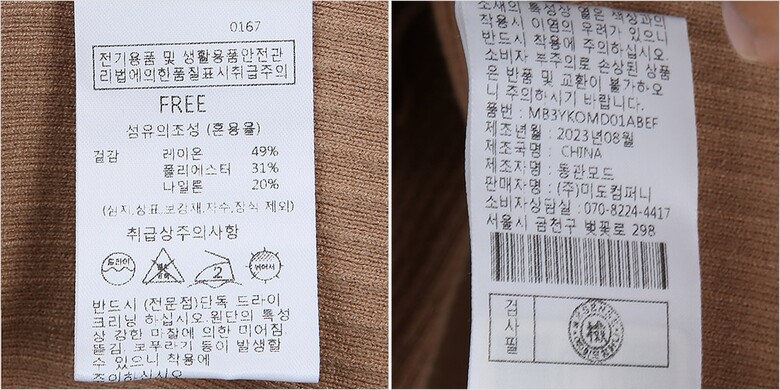 0167
전기용품 및 생활용품안전관
리법에의한품질표시취급주의
FREE
섬유의조성 (혼용율)
겉감 레이온 49%
폴리에스터 31%
나일론 20%
(심지,상표,보강재,자수,장식 제외)
취급상주의사항
드라이
2
뉘어서
반드시 (전문점)단독 드라이
크리닝 하십시오.원단의 특성
상 강한 마찰에 의한 미어짐
뜯김, 보푸라기 등이 발생할
수 있으니 착용에
주의하십시오
소재의 특성상 옅은 색상과의
착용시 이염의 우려가 있으니
반드시 착용에 주의하십시오.
소비자 부주의로 손상된 상품
은 반품 및 교환이 불가하오
니 주의하시기 바랍니다.
품번 : MB3YKOMD01ABEF
제조년월 : 2023년08월
제조국명 : CHINA
제조자명 : 동관모드
판매자명 : (주)미도컴퍼니
소비자상담실 : 070-8224-4417
서울시 금천구 벚꽃로 298
검사필
檢